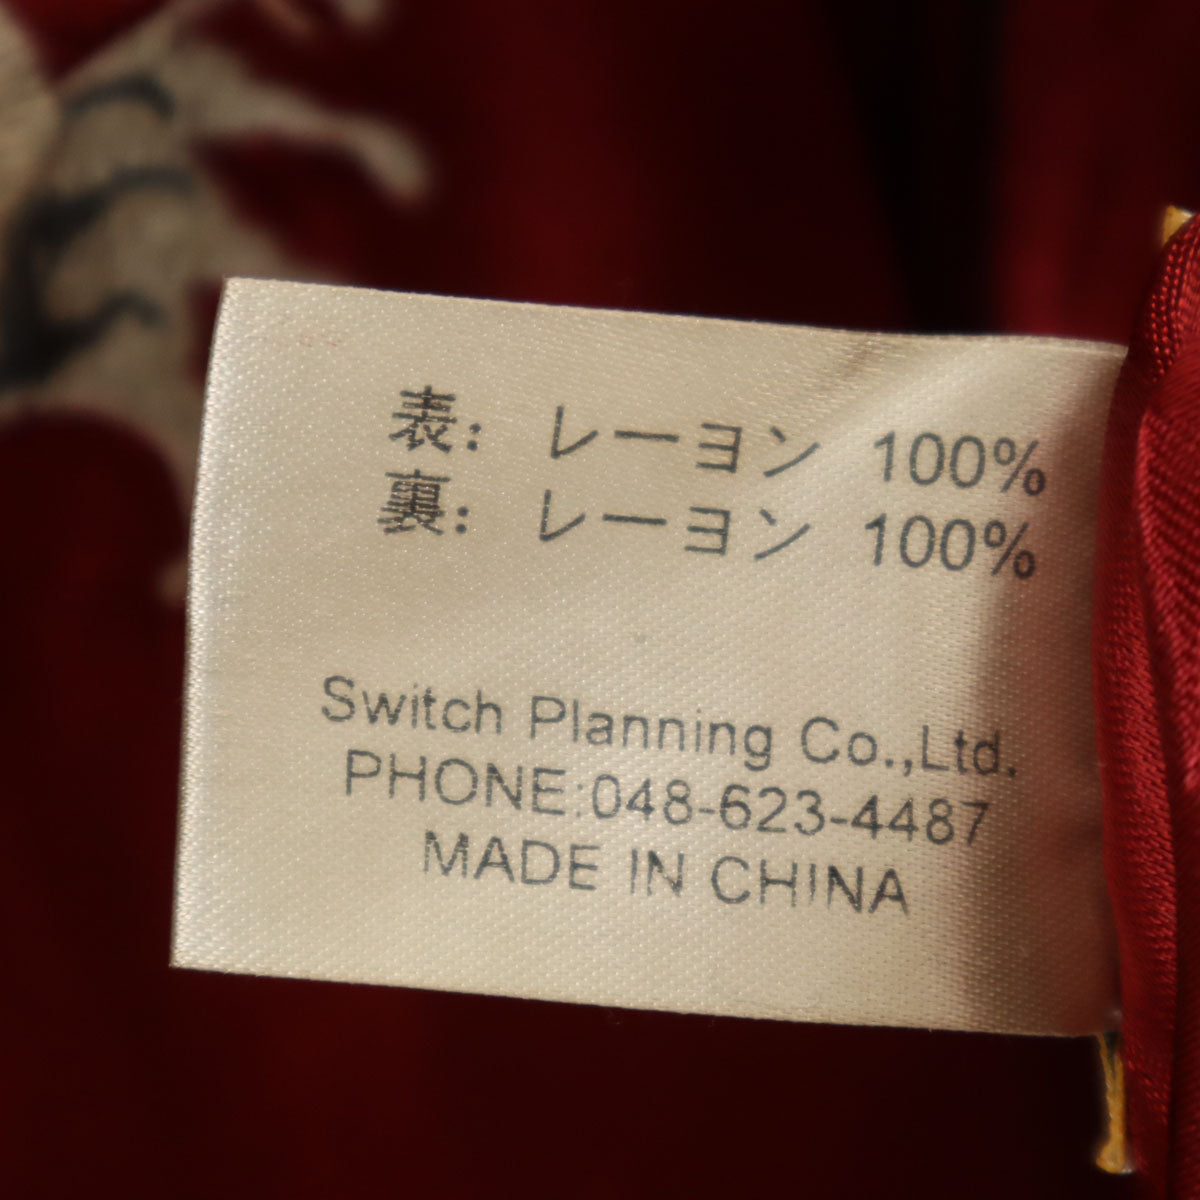 表: レーヨン 100%
裏: レーヨン 100%
Switch Planning Co.,Ltd.
PHONE:048-623-4487
MADE IN CHINA